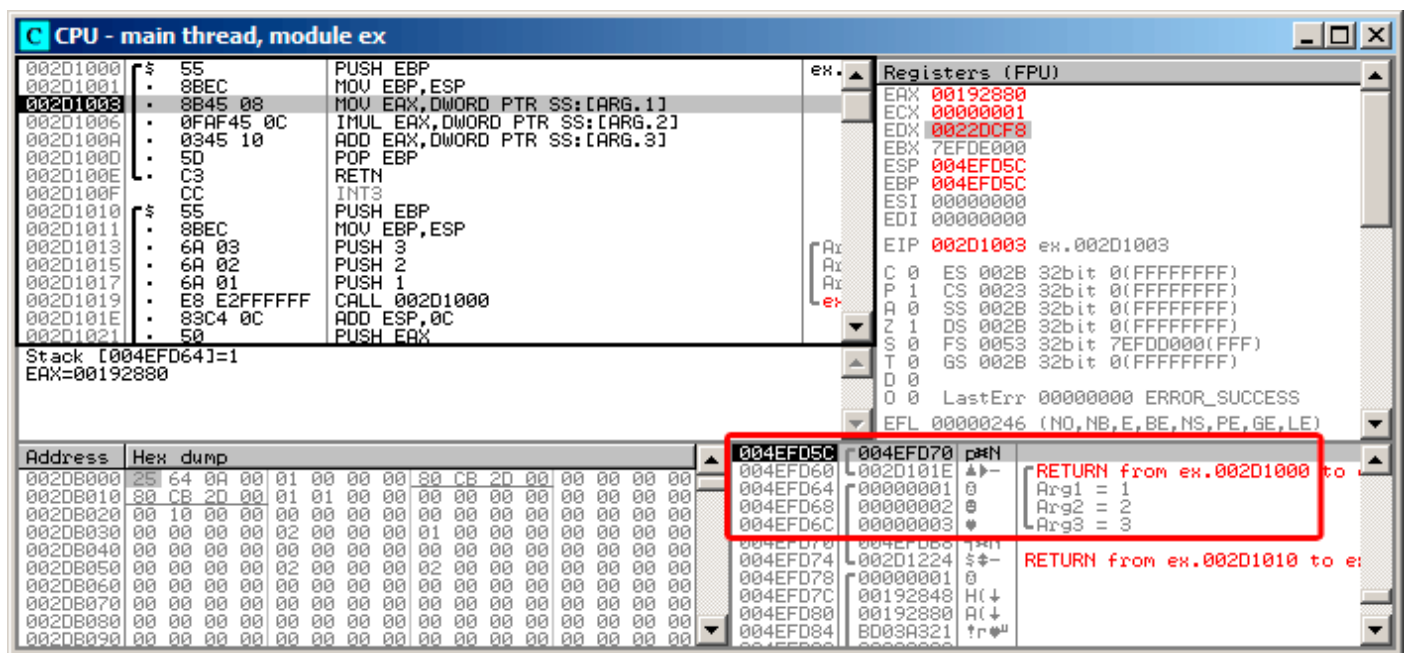 C CPU - main thread, module ex
002D1000 $ 55 PUSH EBP ex.
002D1001 . 8BEC MOV EBP,ESP
002D1003 . 8B45 08 MOV EAX,DWORD PTR SS:[ARG.1]
002D1006 . 0FAF45 0C IMUL EAX,DWORD PTR SS:[ARG.2]
002D100A . 0345 10 ADD EAX,DWORD PTR SS:[ARG.3]
002D100D . 5D POP EBP
002D100E . C3 RETN
002D100F CC INT3
002D1010 $ 55 PUSH EBP
002D1011 . 8BEC MOV EBP,ESP
002D1013 . 6A 03 PUSH 3
002D1015 . 6A 02 PUSH 2
002D1017 . 6A 01 PUSH 1
002D1019 . E8 E2FFFFFF CALL 002D1000
002D101E . 83C4 0C ADD ESP,0C
002D1021 . 50 PUSH EAX
Stack [004EFD64]=1
EAX=00192880
Registers (FPU)
EAX 00192880
ECX 00000001
EDX 0022DCF8
EBX 7EFDE000
ESP 004EFD5C
EBP 004EFD5C
ESI 00000000
EDI 00000000
EIP 002D1003 ex.002D1003
C 0 ES 002B 32bit 0(FFFFFFFF)
P 1 CS 0023 32bit 0(FFFFFFFF)
A 0 SS 002B 32bit 0(FFFFFFFF)
Z 1 DS 002B 32bit 0(FFFFFFFF)
S 0 FS 0053 32bit 7EFDD000(FFF)
T 0 GS 002B 32bit 0(FFFFFFFF)
D 0
O 0 LastErr 00000000 ERROR_SUCCESS
EFL 00000246 (NO,NB,E,BE,NS,PE,GE,LE)
Address Hex dump
002DB000 25 64 0A 00 01 00 00 00 80 CB 2D 00 00 00 00 00
002DB010 80 CB 2D 00 01 01 00 00 00 00 00 00 00 00 00 00
002DB020 00 10 00 00 00 00 00 00 00 00 00 00 00 00 00 00
002DB030 00 00 00 00 02 00 00 00 01 00 00 00 00 00 00 00
002DB040 00 00 00 00 00 00 00 00 00 00 00 00 00 00 00 00
002DB050 00 00 00 00 02 00 00 00 02 00 00 00 00 00 00 00
002DB060 00 00 00 00 00 00 00 00 00 00 00 00 00 00 00 00
002DB070 00 00 00 00 00 00 00 00 00 00 00 00 00 00 00 00
002DB080 00 00 00 00 00 00 00 00 00 00 00 00 00 00 00 00
002DB090 00 00 00 00 00 00 00 00 00 00 00 00 00 00 00 00
004EFD5C 004EFD70
004EFD60 002D101E RETURN from ex.002D1000 to
004EFD64 00000001 Arg1 = 1
004EFD68 00000002 Arg2 = 2
004EFD6C 00000003 ♥ Arg3 = 3
004EFD70 004EFDB8
004EFD74 002D1224 RETURN from ex.002D1010 to
004EFD78 00000001
004EFD7C 00192848 H(↓
004EFD80 00192880
004EFD84 BD03A321